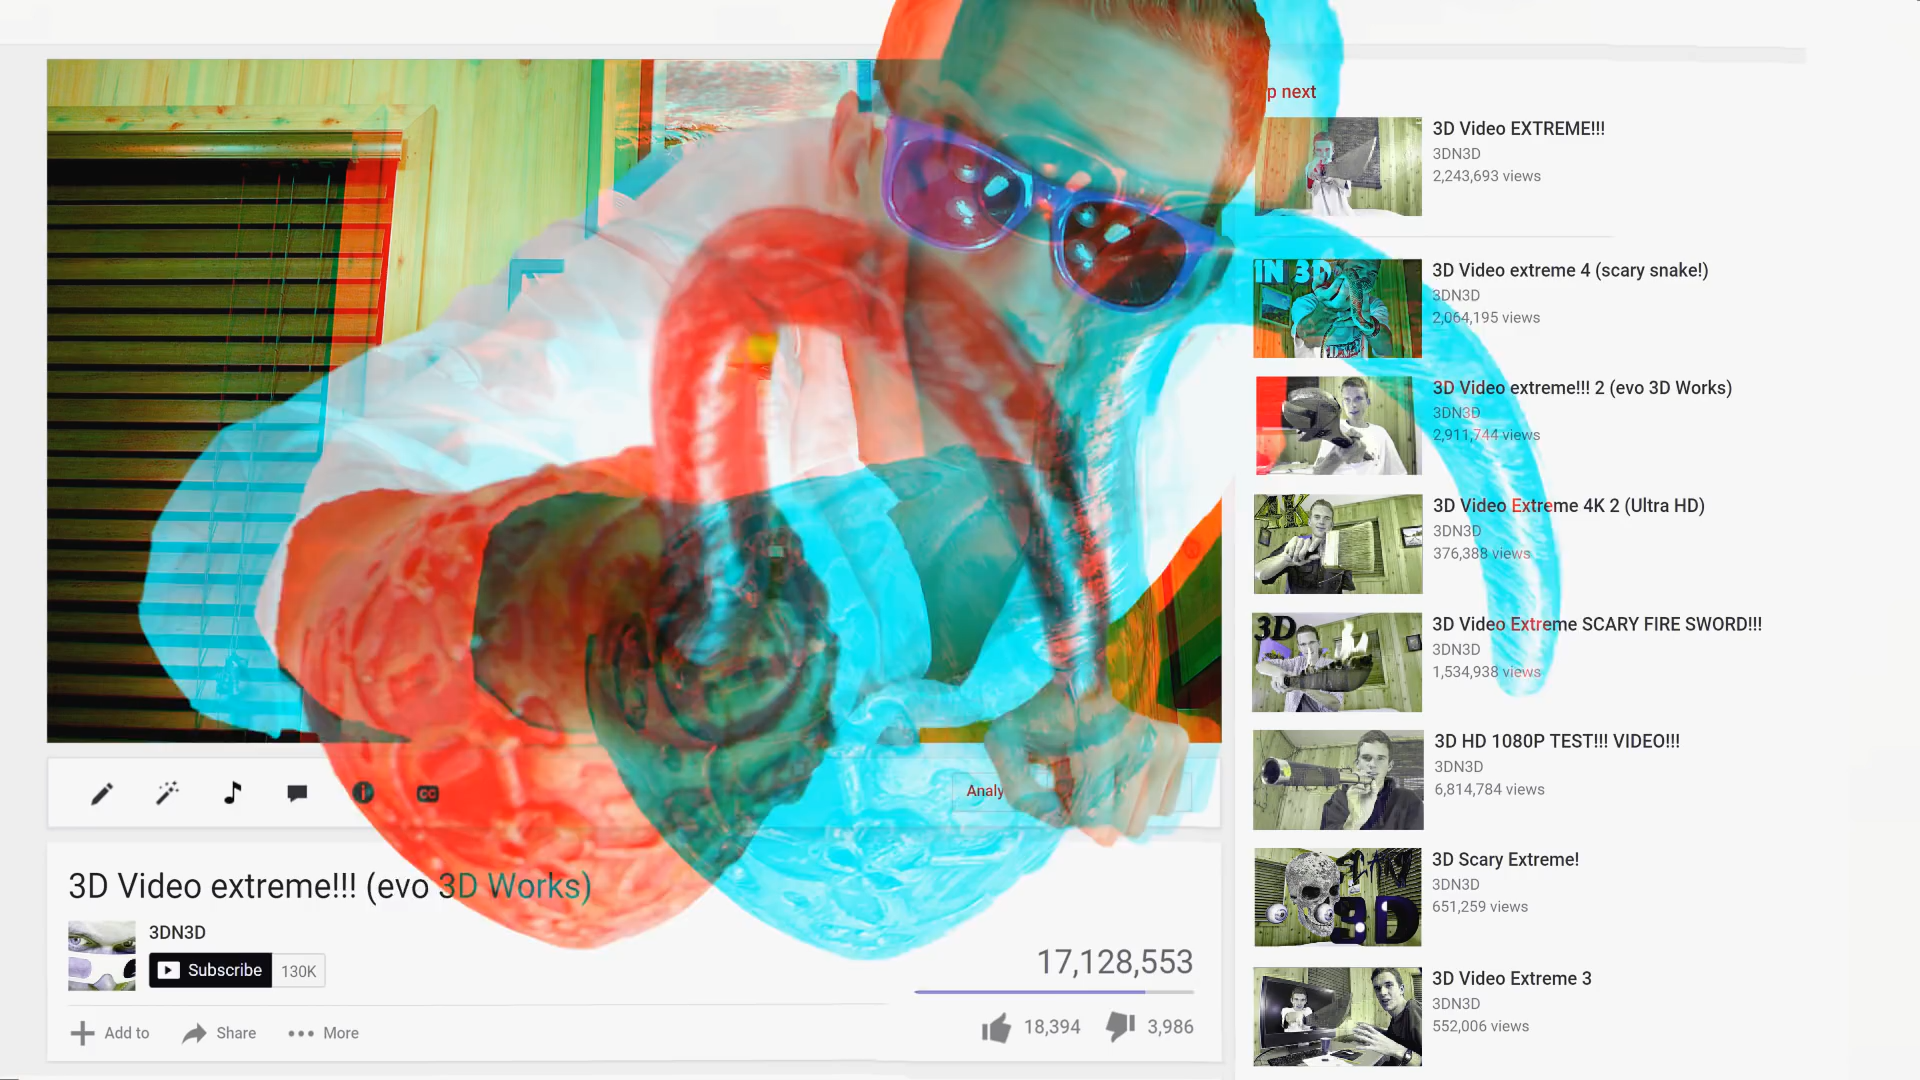 p next
3D Video EXTREME!!!
3DN3D
2,243,693 views
IN 3D
3D Video extreme 4 (scary snake!)
3DN3D
2,064,195 views
3D Video extreme!!! 2 (evo 3D Works)
3DN3D
2,911,744 views
4K
3D Video Extreme 4K 2 (Ultra HD)
3DN3D
376,388 views
3D
3D Video Extreme SCARY FIRE SWORD!!!
3DN3D
1,534,938 views
3D HD 1080P TEST!!! VIDEO!!!
3DN3D
6,814,784 views
3D
3D Scary Extreme!
3DN3D
651,259 views
3D Video Extreme 3
3DN3D
552,006 views
CC
Analy
3D Video extreme!!! (evo 3D Works)
3DN3D
Subscribe 130K
17,128,553
Add to Share More
18,394 3,986